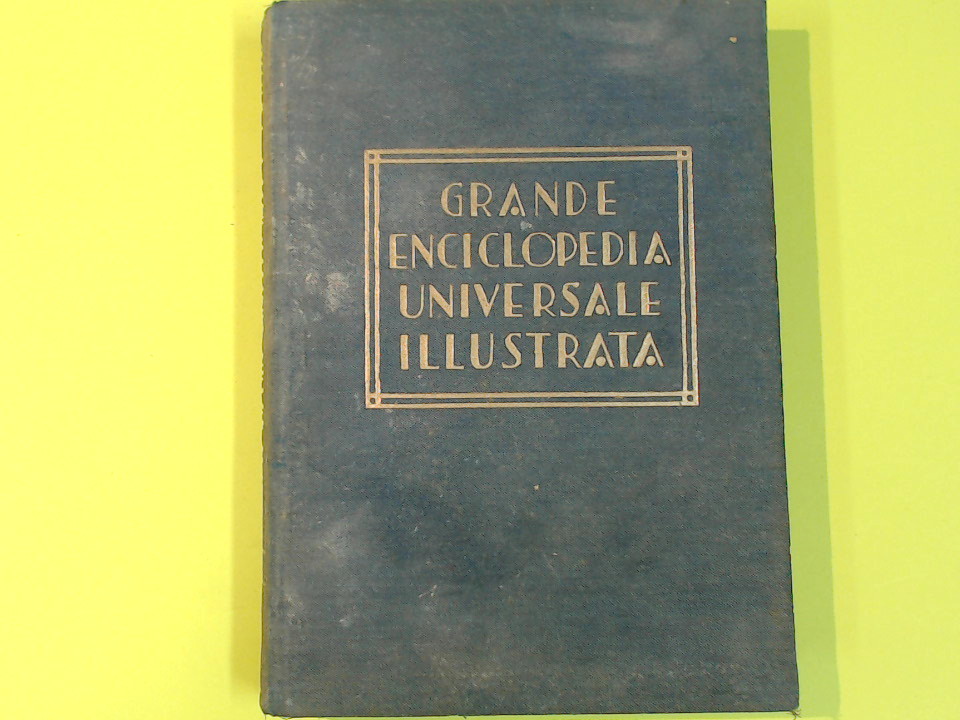 GRANDE
ENCICLOPEDIA
UNIVERSALE
ILLUSTRATA